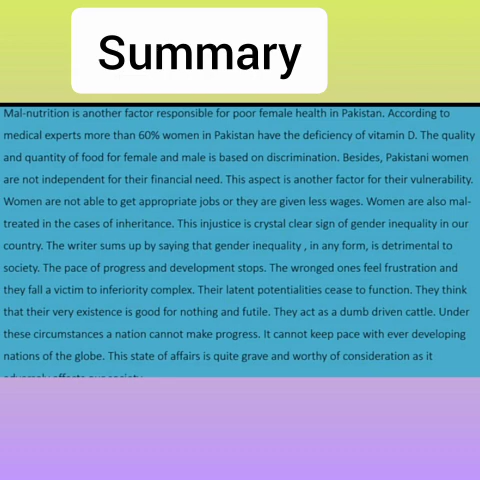 Summary
Mal-nutrition is another factor responsible for poor female health in Pakistan. According to
medical experts more than 60% women in Pakistan have the deficiency of vitamin D. The quality
and quantity of food for female and male is based on discrimination. Besides, Pakistani women
are not independent for their financial need. This aspect is another factor for their vulnerability.
Women are not able to get appropriate jobs or they are given less wages. Women are also mal-
treated in the cases of inheritance. This injustice is crystal clear sign of gender inequality in our
country. The writer sums up by saying that gender inequality , in any form, is detrimental to
society. The pace of progress and development stops. The wronged ones feel frustration and
they fall a victim to inferiority complex. Their latent potentialities cease to function. They think
that their very existence is good for nothing and futile. They act as a dumb driven cattle. Under
these circumstances a nation cannot make progress. It cannot keep pace with ever developing
nations of the globe. This state of affairs is quite grave and worthy of consideration as it